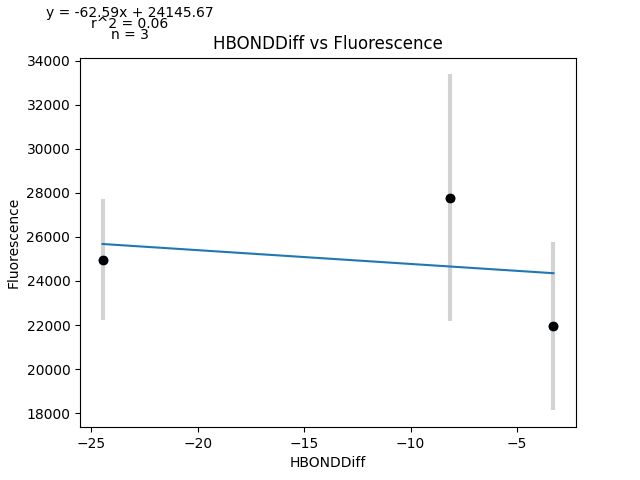 y = -62.59x + 24145.67
r^2 = 0.06
n = 3
HBONDDiff vs Fluorescence
34000
32000
30000
28000
26000
24000
22000
20000
18000
Fluorescence
−25 −20 −15 −10 −5
HBONDDiff